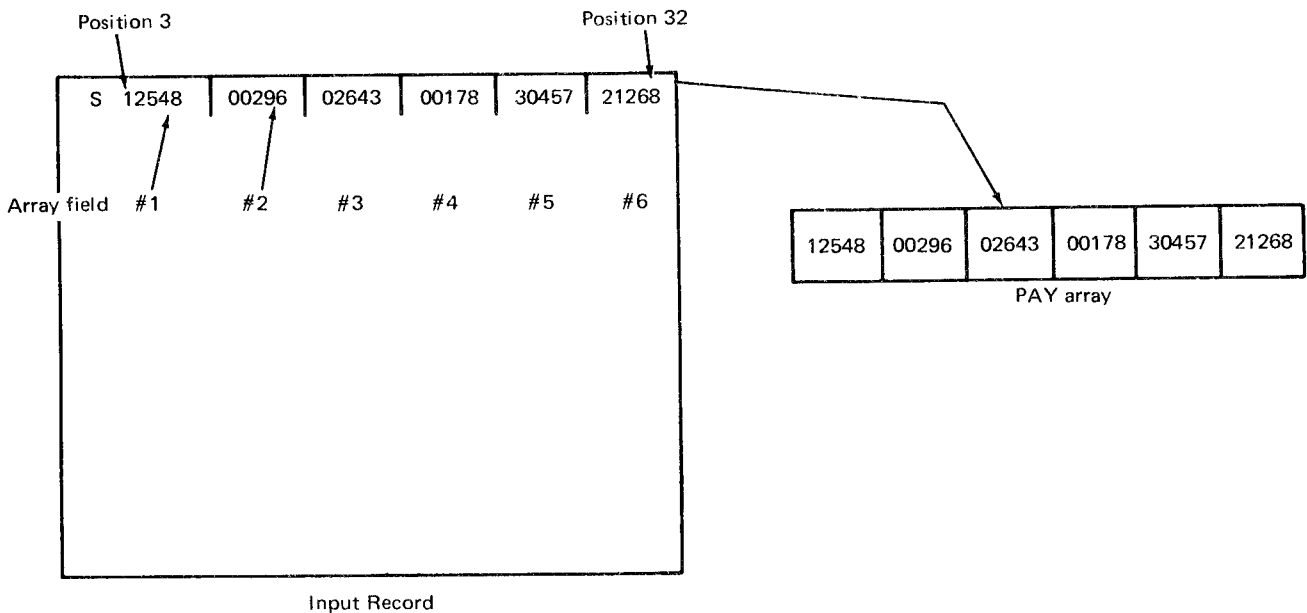 Position 3
Position 32
S 12548 00296 02643 00178 30457 21268
Array field #1 #2 #3 #4 #5 #6
12548 00296 02643 00178 30457 21268
PAY array
Input Record